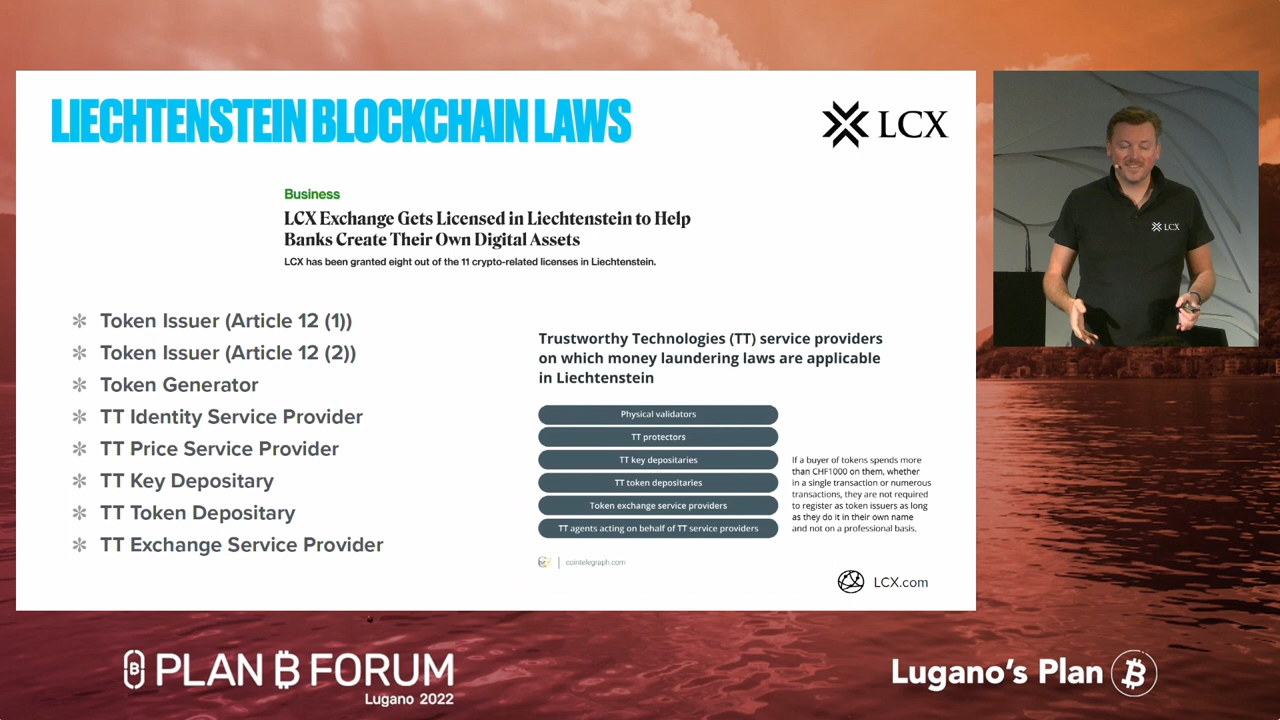 LIECHTENSTEIN BLOCKCHAIN LAWS
LCX
Business
LCX Exchange Gets Licensed in Liechtenstein to Help
Banks Create Their Own Digital Assets
LCX has been granted eight out of the 11 crypto-related licenses in Liechtenstein.
Token Issuer (Article 12 (1))
Token Issuer (Article 12 (2))
Token Generator
TT Identity Service Provider
TT Price Service Provider
TT Key Depositary
TT Token Depositary
TT Exchange Service Provider
Trustworthy Technologies (TT) service providers
on which money laundering laws are applicable
in Liechtenstein
Physical validators
TT protectors
TT key depositaries
TT token depositaries
Token exchange service providers
TT agents acting on behalf of TT service providers
If a buyer of tokens spends more
than CHF1000 on them, whether
in a single transaction or numerous
transactions, they are not required
to register as token issuers as long
as they do it in their own name
and not on a professional basis.
cointelegraph.com
LCX.com
LCX
PLAN ₿ FORUM
Lugano 2022
Lugano's Plan ₿